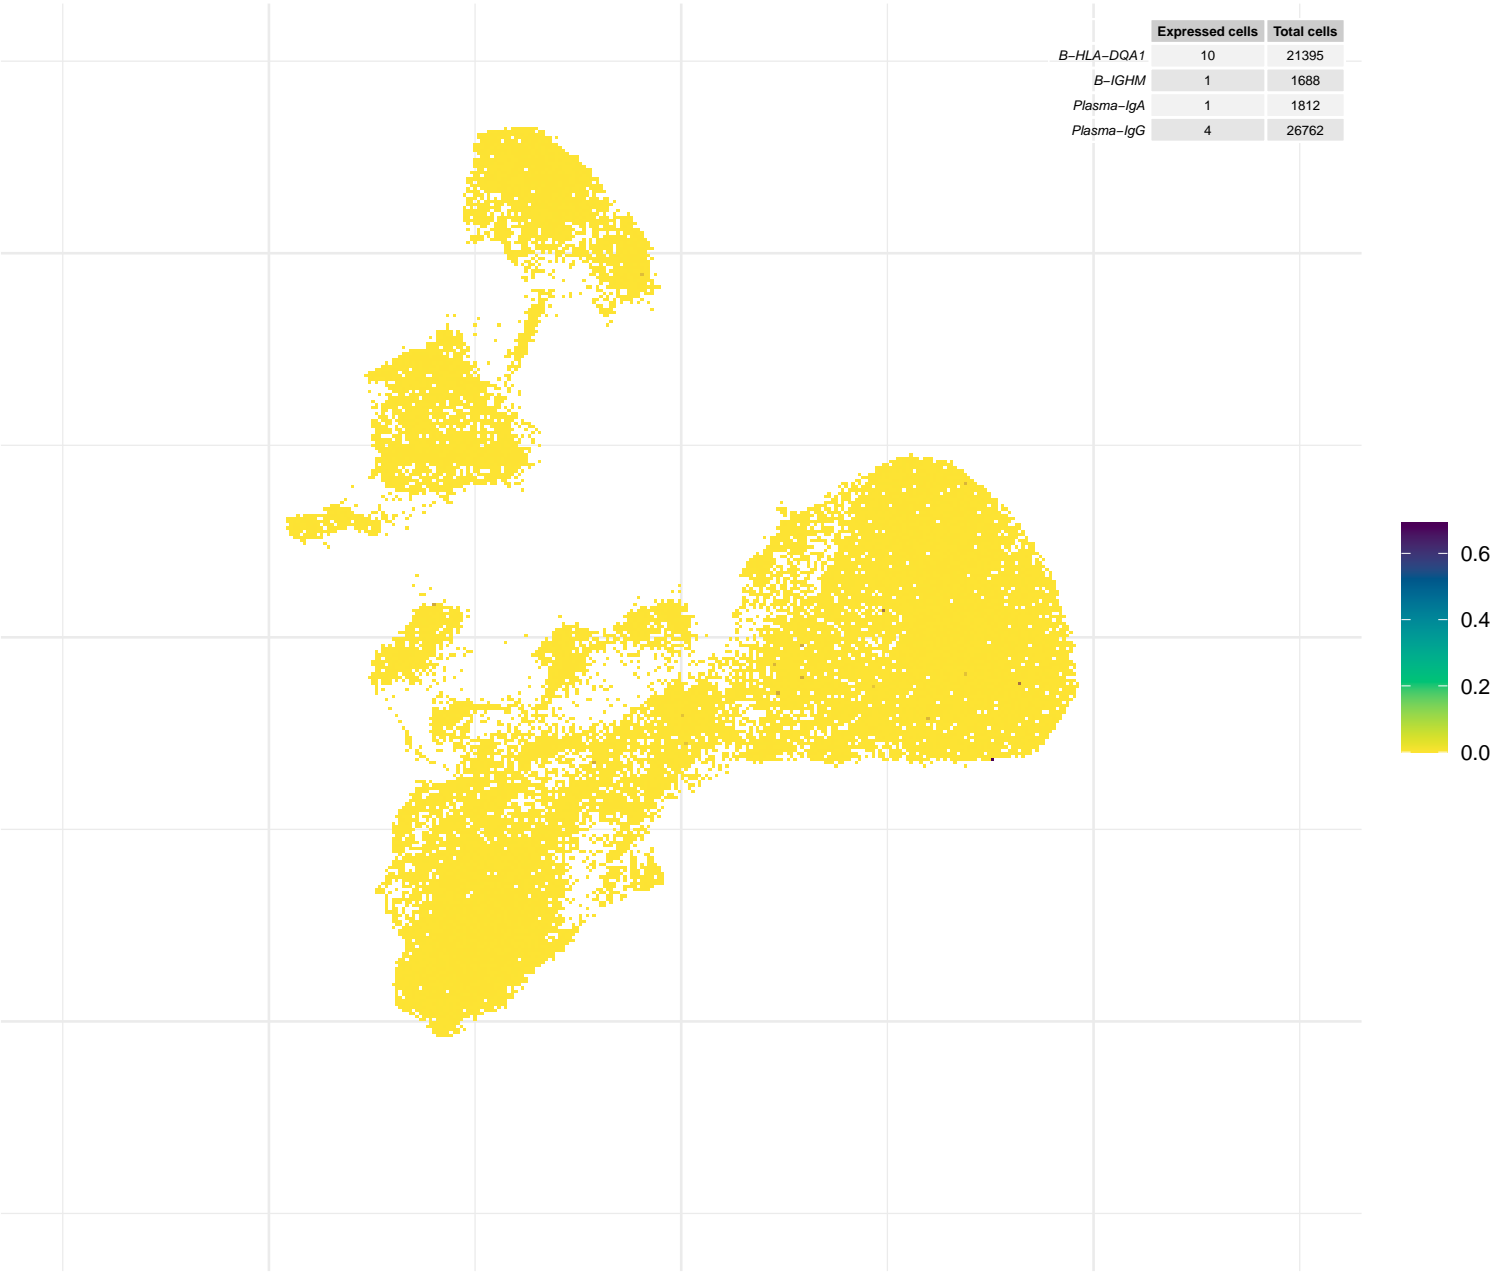 Expressed cells Total cells
B−HLA−DQA1 10 21395
B−IGHM 1 1688
Plasma−IgA 1 1812
Plasma−IgG 4 26762
0.6
0.4
0.2
0.0